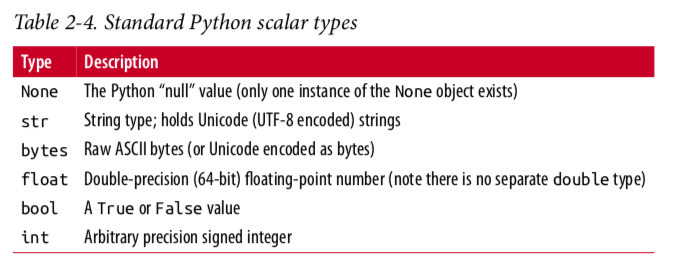 Table 2-4. Standard Python scalar types
Type Description
None The Python “null” value (only one instance of the None object exists)
str String type; holds Unicode (UTF-8 encoded) strings
bytes Raw ASCII bytes (or Unicode encoded as bytes)
float Double-precision (64-bit) floating-point number (note there is no separate double type)
bool A True or False value
int Arbitrary precision signed integer